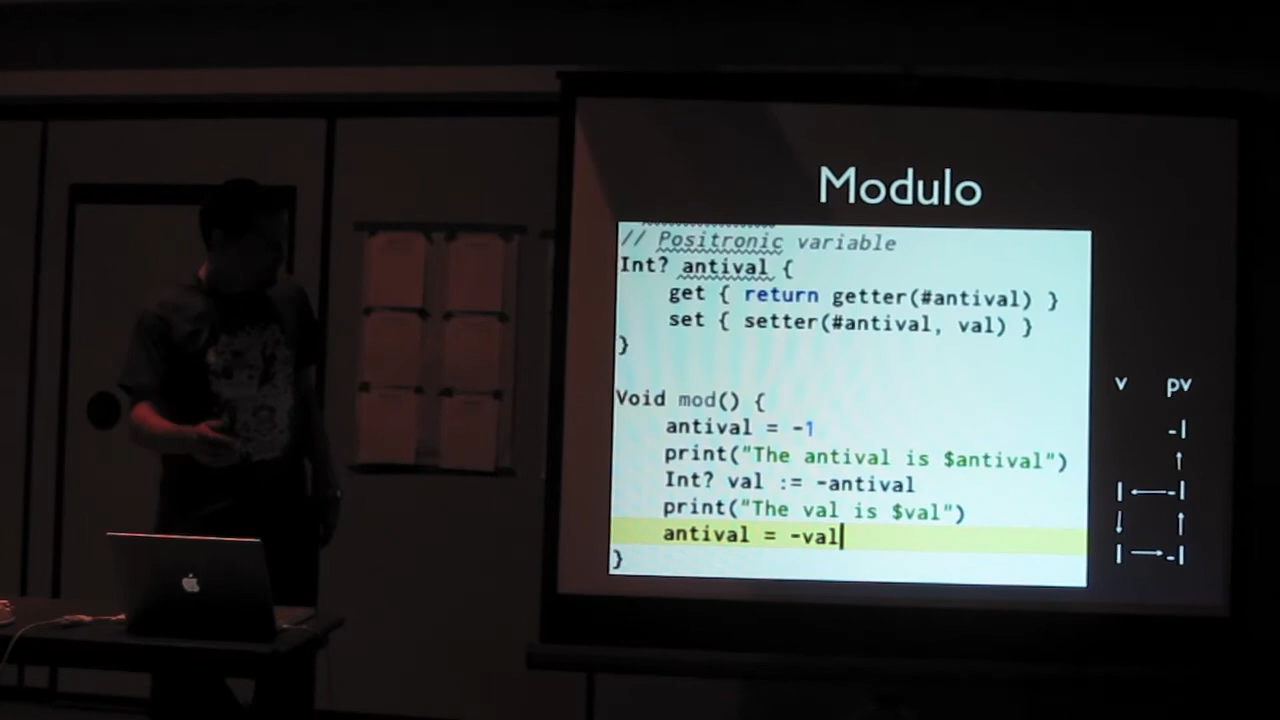 Modulo
// Positronic variable
Int? antival {
get { return getter(#antival) }
set { setter(#antival, val) }
}
Void mod() {
antival = -1
print("The antival is $antival")
Int? val := -antival
print("The val is $val")
antival = -val
}
v pv
-1
↑
1 ←— -1
↓ ↑
1 —→ -1